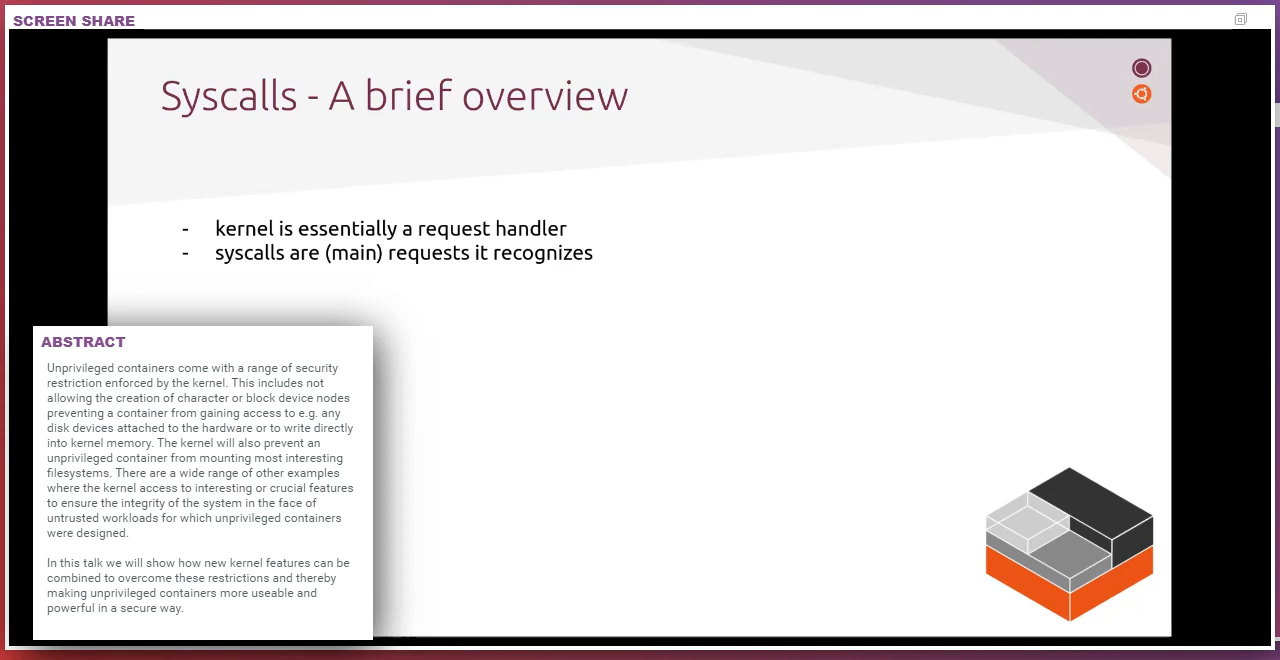 SCREEN SHARE
Syscalls - A brief overview
- kernel is essentially a request handler
- syscalls are (main) requests it recognizes
ABSTRACT
Unprivileged containers come with a range of security
restriction enforced by the kernel. This includes not
allowing the creation of character or block device nodes
preventing a container from gaining access to e.g. any
disk devices attached to the hardware or to write directly
into kernel memory. The kernel will also prevent an
unprivileged container from mounting most interesting
filesystems. There are a wide range of other examples
where the kernel access to interesting or crucial features
to ensure the integrity of the system in the face of
untrusted workloads for which unprivileged containers
were designed.
In this talk we will show how new kernel features can be
combined to overcome these restrictions and thereby
making unprivileged containers more useable and
powerful in a secure way.